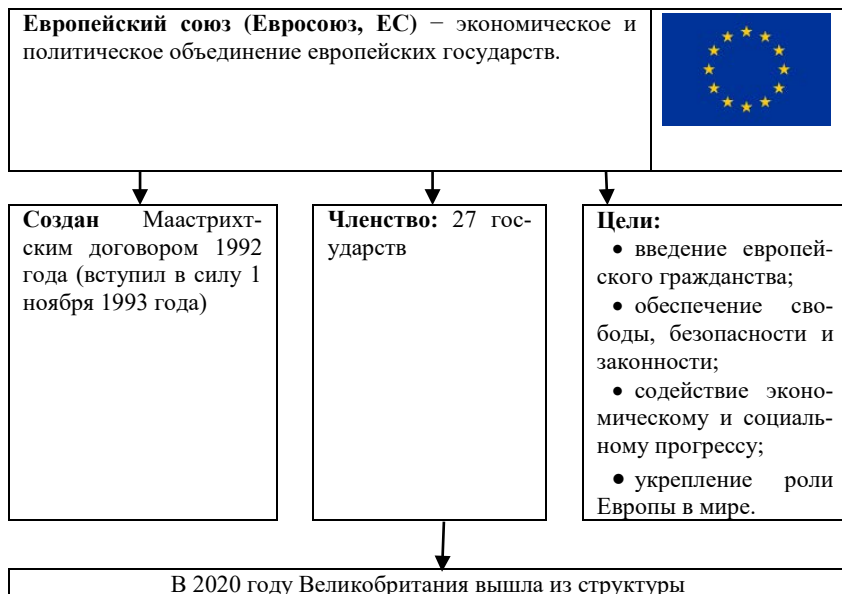 Европейский союз (Евросоюз, ЕС) − экономическое и
политическое объединение европейских государств.
Создан Маастрихт-
ским договором 1992
года (вступил в силу 1
ноября 1993 года)
Членство: 27 гос-
ударств
Цели:
• введение европей-
ского гражданства;
• обеспечение сво-
боды, безопасности и
законности;
• содействие эконо-
мическому и социаль-
ному прогрессу;
• укрепление роли
Европы в мире.
В 2020 году Великобритания вышла из структуры